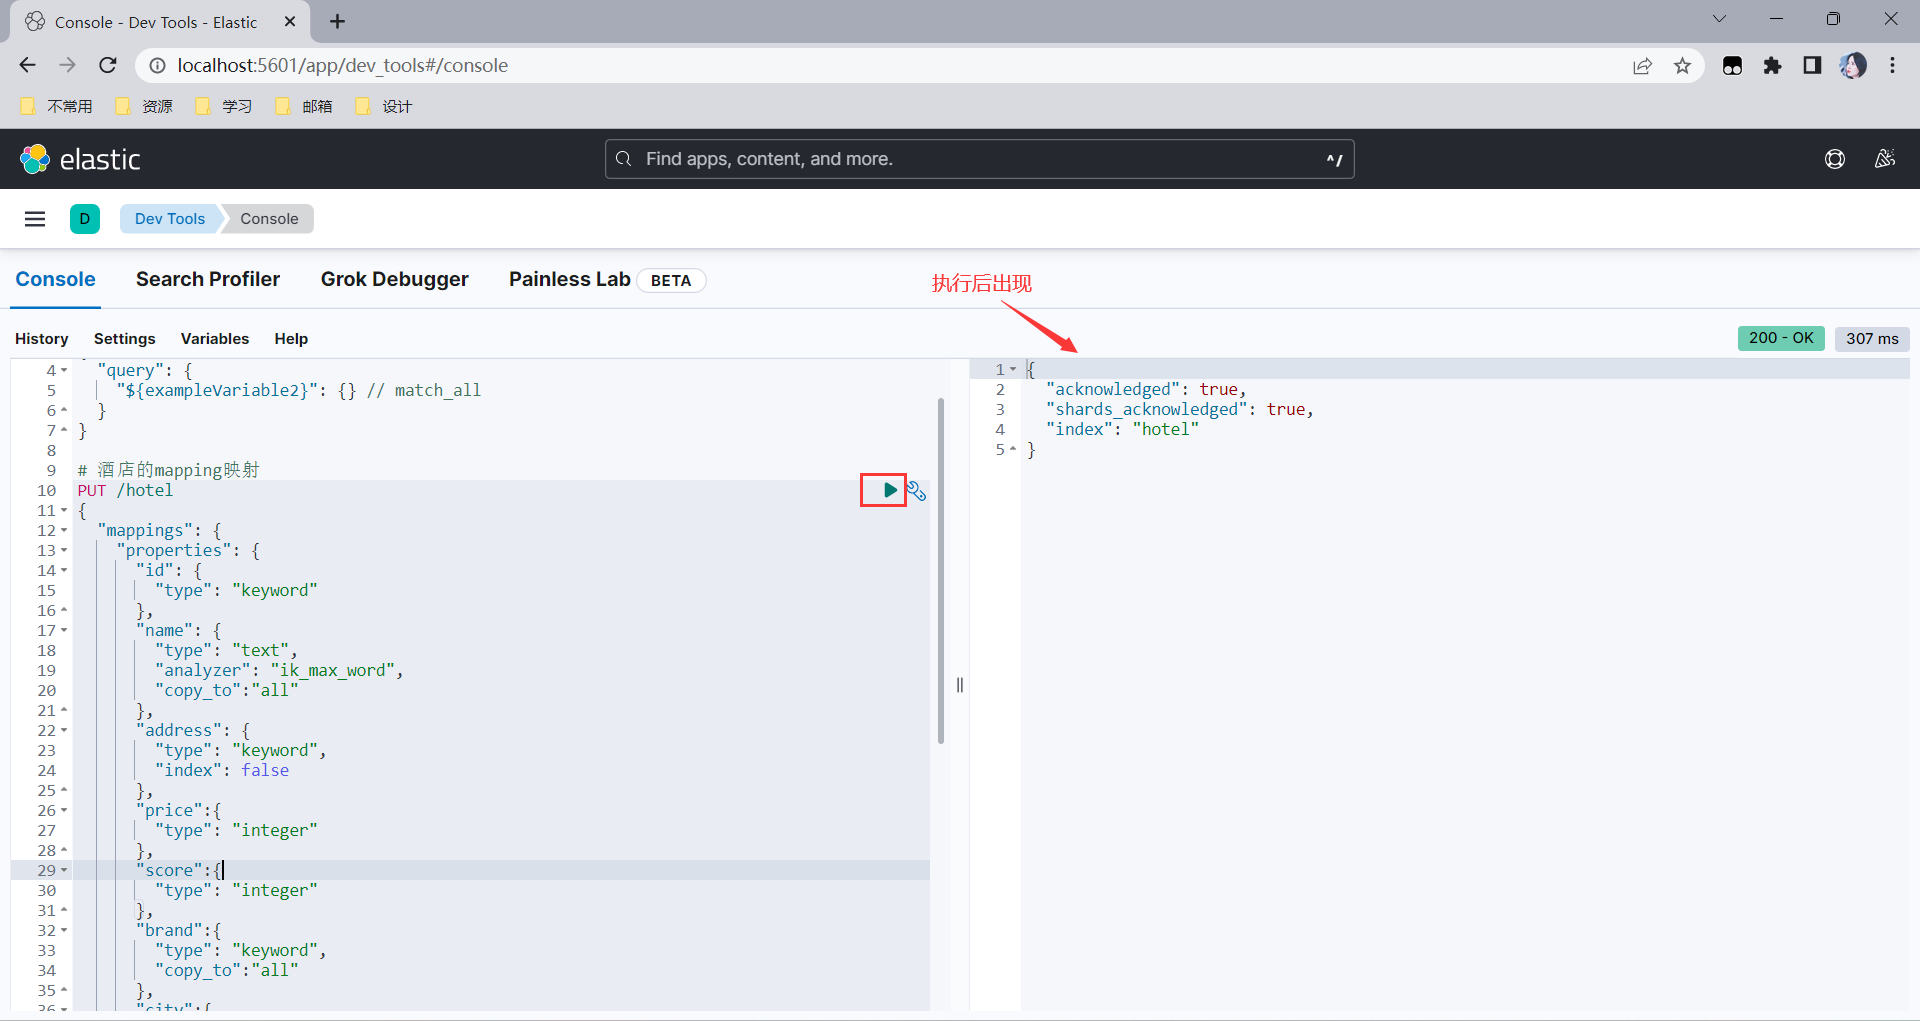 Console - Dev Tools - Elastic
localhost:5601/app/dev_tools#/console
不常用 资源 学习 邮箱 设计
elastic
Find apps, content, and more.
^/
D
Dev Tools
Console
Console
Search Profiler
Grok Debugger
Painless Lab
BETA
执行后出现
History
Settings
Variables
Help
200 - OK
307 ms
4 "query": {
5 "${exampleVariable2}": {} // match_all
6 }
7 }
8
9 # 酒店的mapping映射
10 PUT /hotel
11 {
12 "mappings": {
13 "properties": {
14 "id": {
15 "type": "keyword"
16 },
17 "name": {
18 "type": "text",
19 "analyzer": "ik_max_word",
20 "copy_to":"all"
21 },
22 "address": {
23 "type": "keyword",
24 "index": false
25 },
26 "price":{
27 "type": "integer"
28 },
29 "score":{
30 "type": "integer"
31 },
32 "brand":{
33 "type": "keyword",
34 "copy_to":"all"
35 },
36 "city":{
1 {
2 "acknowledged": true,
3 "shards_acknowledged": true,
4 "index": "hotel"
5 }